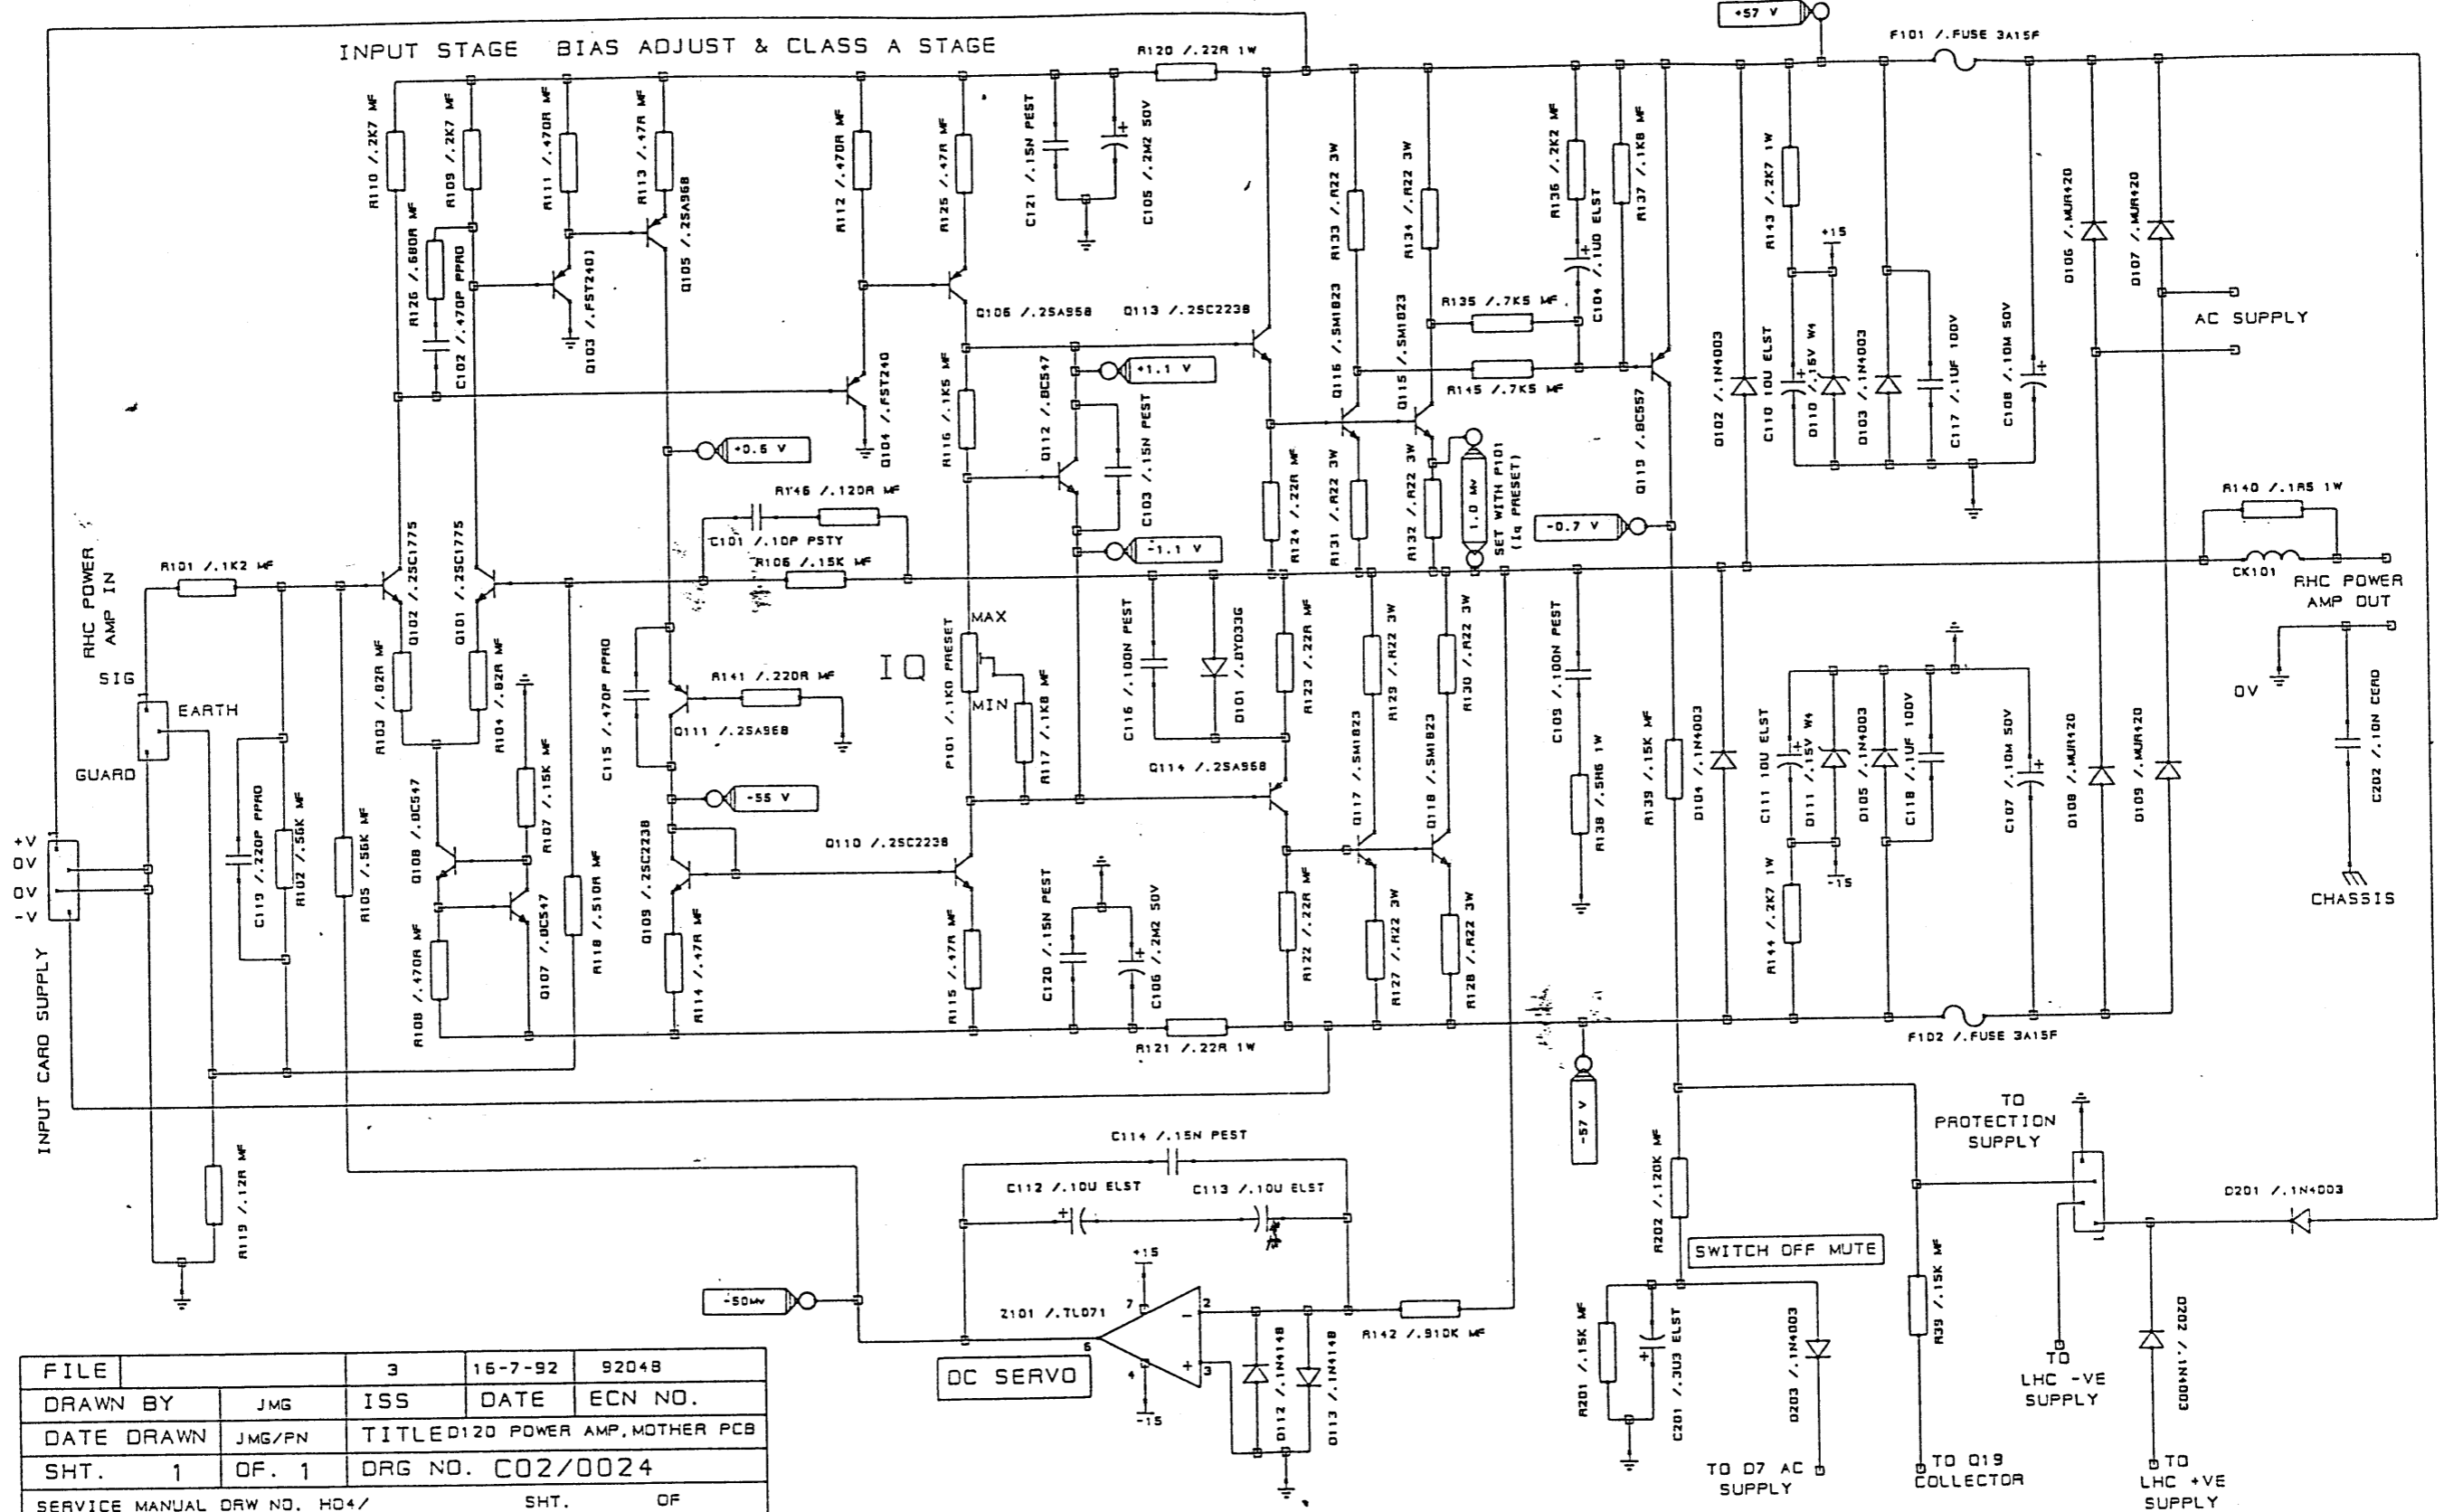 INPUT STAGE BIAS ADJUST & CLASS A STAGE
+57 V
F101 /.FUSE 3A15F
R120 /.22R 1W
R110 /.2K7 MF
R109 /.2K7 MF
R111 /.470R MF
R113 /.47R MF
Q105 /.2SA968
R112 /.470R MF
R125 /.47R MF
C121 /.15N PEST
C105 /.2M2 50V
R133 /.R22 3W
R134 /.R22 3W
R136 /.2K2 MF
C104 /.1U0 ELST
R137 /.1K8 MF
R143 /.2K7 1W
+15
D106 /.MUR420
D107 /.MUR420
AC SUPPLY
R126 /.680R MF
C102 /.470P PPRO
Q103 /.FST240
Q106 /.2SA968
Q113 /.2SC2238
Q116 /.SM1823
Q115 /.SM1823
R135 /.7K5 MF
R145 /.7K5 MF
D102 /.1N4003
C110 10U ELST
D110 /.15V W4
D103 /.1N4003
C117 /.1UF 100V
C108 /.10M 50V
Q104 /.FST240
R116 /.1K5 MF
Q112 /.BC547
+1.1 V
C103 /.15N PEST
-1.1 V
+0.6 V
R124 /.22R MF
R131 /.R22 3W
R132 /.R22 3W
1.0 Mv
SET WITH P101
(Iq PRESET)
-0.7 V
Q119 /.BC557
R140 /.1R5 1W
CK101
RHC POWER
AMP OUT
R146 /.120R MF
C101 /.10P PSTY
R106 /.15K MF
RHC POWER
AMP IN
R101 /.1K2 MF
Q102 /.2SC1775
Q101 /.2SC1775
SIG
EARTH
GUARD
R103 /.82R MF
R104 /.82R MF
C115 /.470P PPRO
R141 /.220R MF
Q111 /.2SA968
IQ
MAX
P101 /.1K0 PRESET
MIN
R117 /.1K8 MF
C116 /.100N PEST
D101 /.BYD33G
R123 /.22R MF
R129 /.R22 3W
R130 /.R22 3W
C109 /.100N PEST
R138 /.5R6 1W
R139 /.15K MF
D104 /.1N4003
C111 10U ELST
D111 /.15V W4
D105 /.1N4003
C118 /.1UF 100V
C107 /.10M 50V
D108 /.MUR420
D109 /.MUR420
0V
C202 /.10N CERD
CHASSIS
+V
0V
0V
-V
INPUT CARD SUPPLY
C119 /.220P PPRO
R102 /.56K MF
R105 /.56K MF
Q108 /.BC547
R107 /.15K MF
R108 /.470R MF
Q107 /.BC547
R118 /.510R MF
-55 V
Q109 /.2SC2238
R114 /.47R MF
Q110 /.2SC2238
R115 /.47R MF
C120 /.15N PEST
C106 /.2M2 50V
Q114 /.2SA968
Q117 /.SM1823
Q118 /.SM1823
R122 /.22R MF
R127 /.R22 3W
R128 /.R22 3W
-15
R144 /.2K7 1W
R121 /.22R 1W
F102 /.FUSE 3A15F
-57 V
R119 /.12R MF
C114 /.15N PEST
C112 /.10U ELST
C113 /.10U ELST
-50Mv
+15
Z101 /.TL071
7
2
6
4
3
-15
DC SERVO
R142 /.910K MF
D112 /.1N4148
D113 /.1N4148
R202 /.120K MF
SWITCH OFF MUTE
R201 /.15K MF
C201 /.3U3 ELST
D203 /.1N4003
R39 /.15K MF
TO
PROTECTION
SUPPLY
1
D201 /.1N4003
D202 /.1N4003
TO
LHC -VE
SUPPLY
TO D7 AC
SUPPLY
TO Q19
COLLECTOR
TO
LHC +VE
SUPPLY
FILE 3 16-7-92 92048
DRAWN BY JMG ISS DATE ECN NO.
DATE DRAWN JMG/PN TITLE D120 POWER AMP, MOTHER PCB
SHT. 1 OF. 1 DRG NO. C02/0024
SERVICE MANUAL DRW NO. H04/ SHT. OF